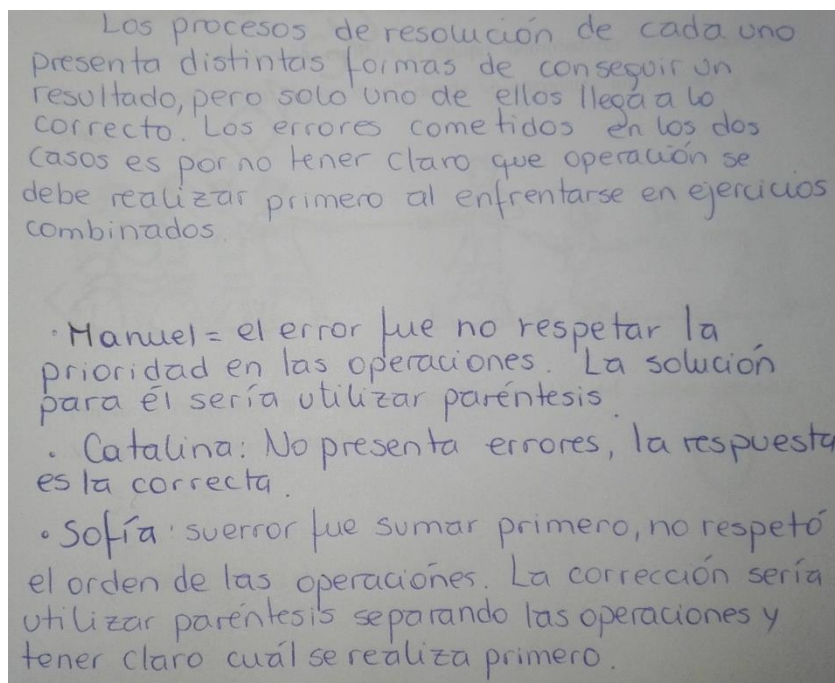 Los procesos de resolución de cada uno
presenta distintas formas de conseguir un
resultado, pero solo uno de ellos llega a lo
correcto. Los errores cometidos en los dos
casos es por no tener claro que operación se
debe realizar primero al enfrentarse en ejercicios
combinados.
· Manuel = el error fue no respetar la
prioridad en las operaciones. La solución
para él sería utilizar paréntesis.
· Catalina: No presenta errores, la respuesta
es la correcta.
· Sofía: su error fue sumar primero, no respetó
el orden de las operaciones. La corrección sería
utilizar paréntesis separando las operaciones y
tener claro cuál se realiza primero.